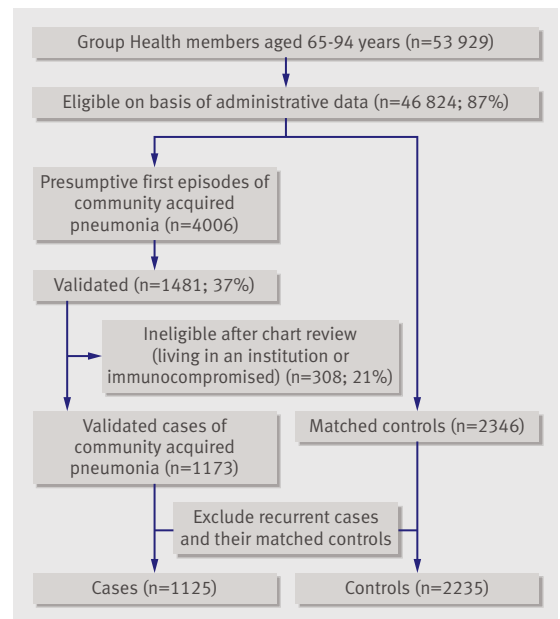 Group Health members aged 65-94 years (n=53 929)
Eligible on basis of administrative data (n=46 824; 87%)
Presumptive first episodes of
community acquired
pneumonia (n=4006)
Validated (n=1481; 37%)
Ineligible after chart review
(living in an institution or
immunocompromised) (n=308; 21%)
Validated cases of
community acquired
pneumonia (n=1173)
Matched controls (n=2346)
Exclude recurrent cases
and their matched controls
Cases (n=1125)
Controls (n=2235)